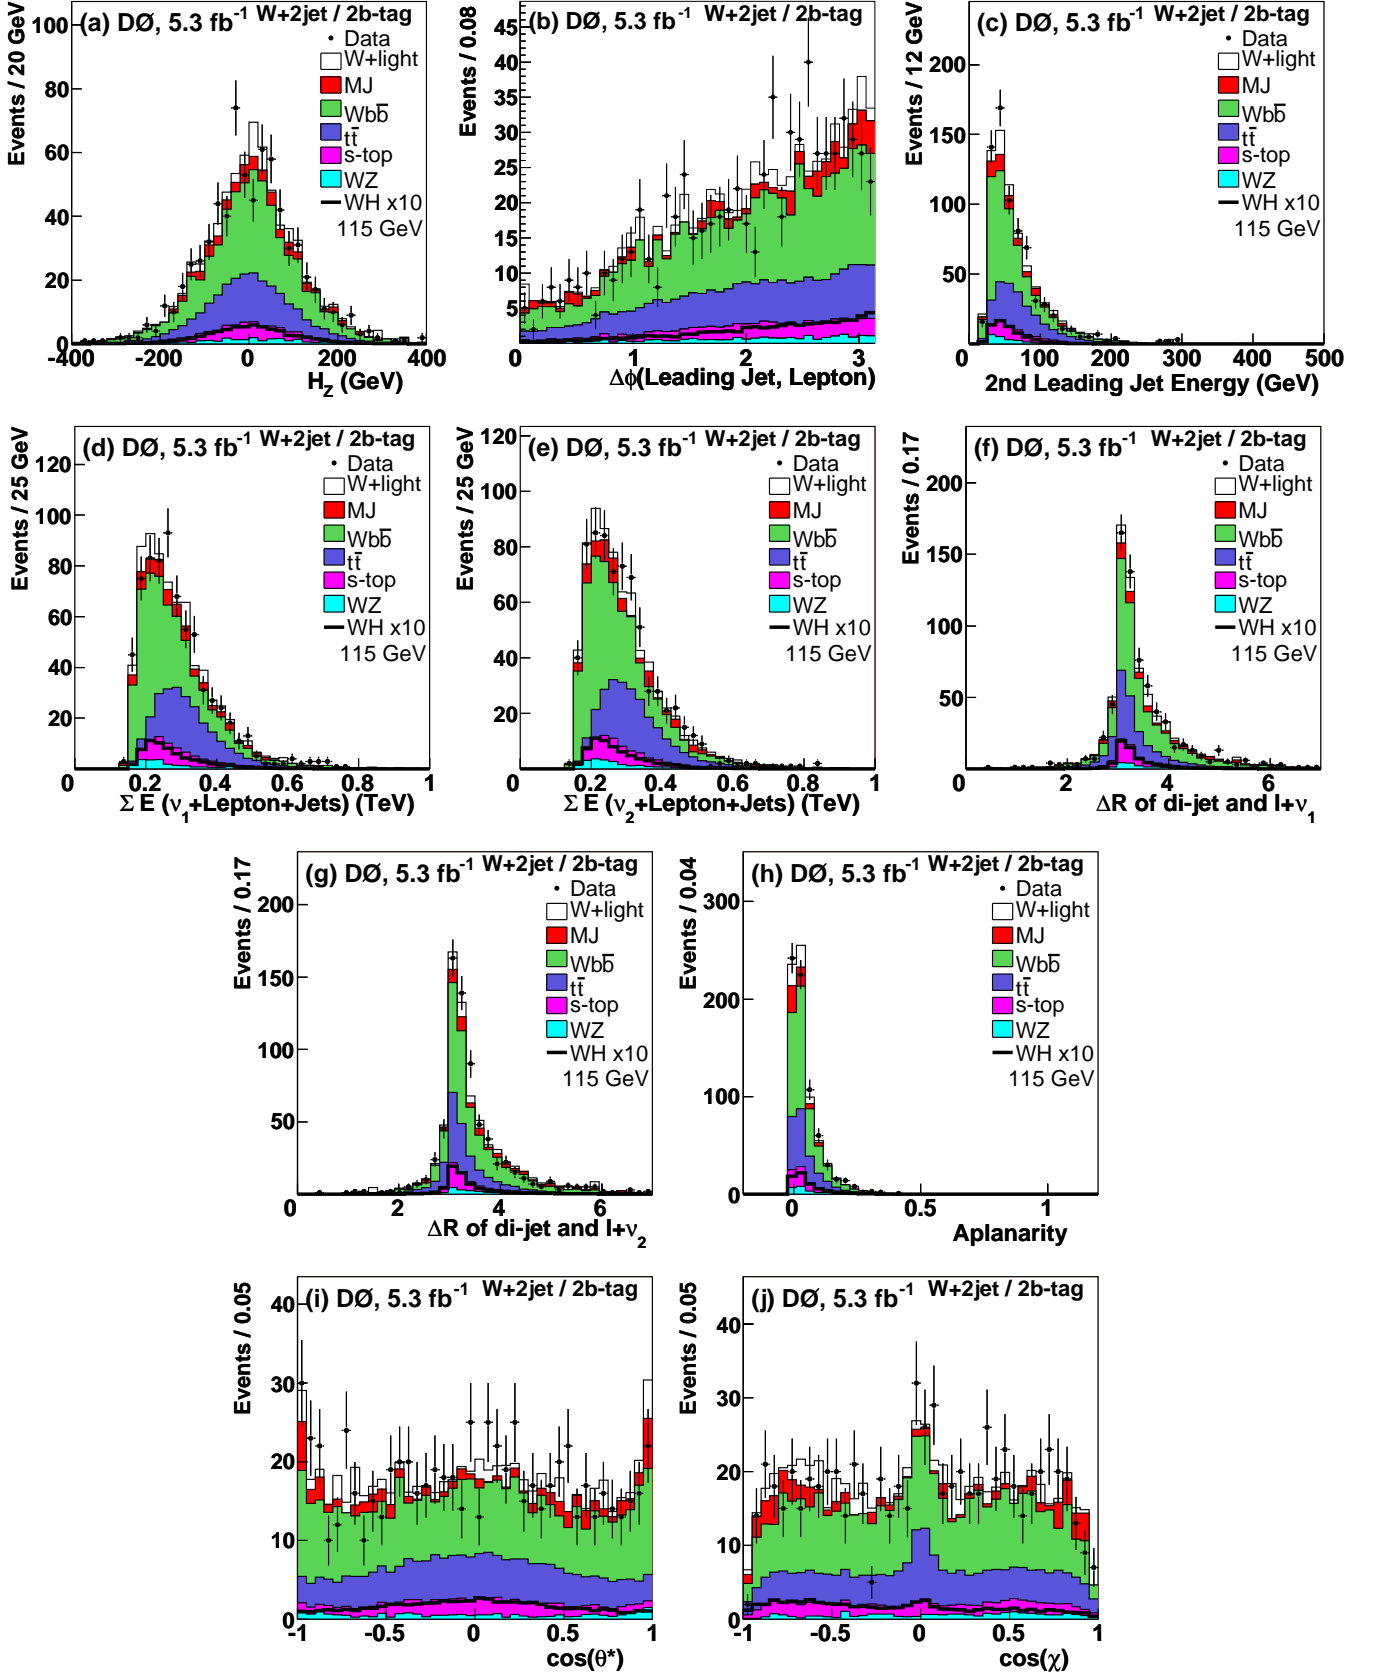 (a) DØ, 5.3 fb⁻¹ W+2jet / 2b-tag
Events / 20 GeV
100
80
60
40
20
0
Data
W+light
MJ
Wbb̄
tt̄
s-top
WZ
WH x10
115 GeV
-400 -200 0 200 400
H_Z (GeV)
(b) DØ, 5.3 fb⁻¹ W+2jet / 2b-tag
Events / 0.08
45
40
35
30
25
20
15
10
5
Data
W+light
MJ
Wbb̄
tt̄
s-top
WZ
WH x10
115 GeV
0 1 2 3
Δϕ(Leading Jet, Lepton)
(c) DØ, 5.3 fb⁻¹ W+2jet / 2b-tag
Events / 12 GeV
200
150
100
50
Data
W+light
MJ
Wbb̄
tt̄
s-top
WZ
WH x10
115 GeV
0 100 200 300 400 500
2nd Leading Jet Energy (GeV)
(d) DØ, 5.3 fb⁻¹ W+2jet / 2b-tag
Events / 25 GeV
120
100
80
60
40
20
Data
W+light
MJ
Wbb̄
tt̄
s-top
WZ
WH x10
115 GeV
0 0.2 0.4 0.6 0.8 1
Σ E (ν₁+Lepton+Jets) (TeV)
(e) DØ, 5.3 fb⁻¹ W+2jet / 2b-tag
Events / 25 GeV
120
100
80
60
40
20
Data
W+light
MJ
Wbb̄
tt̄
s-top
WZ
WH x10
115 GeV
0 0.2 0.4 0.6 0.8 1
Σ E (ν₂+Lepton+Jets) (TeV)
(f) DØ, 5.3 fb⁻¹ W+2jet / 2b-tag
Events / 0.17
200
150
100
50
Data
W+light
MJ
Wbb̄
tt̄
s-top
WZ
WH x10
115 GeV
0 2 4 6
ΔR of di-jet and l+ν₁
(g) DØ, 5.3 fb⁻¹ W+2jet / 2b-tag
Events / 0.17
200
150
100
50
Data
W+light
MJ
Wbb̄
tt̄
s-top
WZ
WH x10
115 GeV
0 2 4 6
ΔR of di-jet and l+ν₂
(h) DØ, 5.3 fb⁻¹ W+2jet / 2b-tag
Events / 0.04
300
200
100
0
Data
W+light
MJ
Wbb̄
tt̄
s-top
WZ
WH x10
115 GeV
0 0.5 1
Aplanarity
(i) DØ, 5.3 fb⁻¹ W+2jet / 2b-tag
Events / 0.05
40
30
20
10
0
-1 -0.5 0 0.5 1
cos(θ*)
(j) DØ, 5.3 fb⁻¹ W+2jet / 2b-tag
Events / 0.05
40
30
20
10
0
-1 -0.5 0 0.5 1
cos(χ)